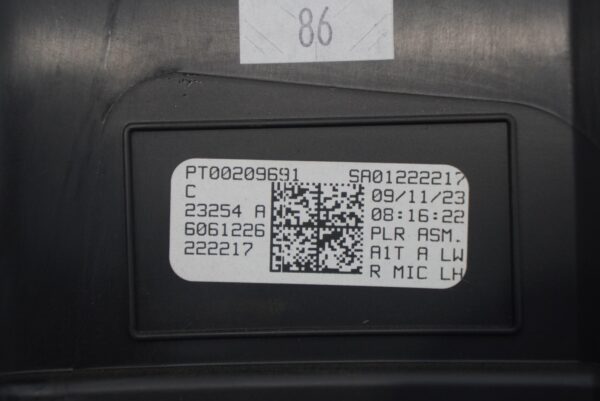 86
PT00209691 SA01222217
C 09/11/23
23254 A 08:16:22
6061226 PLR ASM.
222217 A1T A LW
R MIC LH